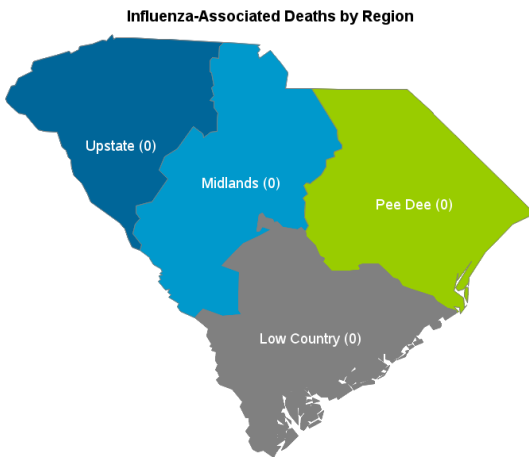 Influenza-Associated Deaths by Region
Upstate (0)
Midlands (0)
Pee Dee (0)
Low Country (0)